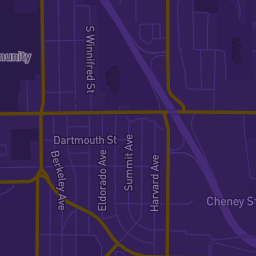 S Winnifred St
munity
Dartmouth St
Berkeley Ave
Eldorado Ave
Summit Ave
Harvard Ave
Cheney St